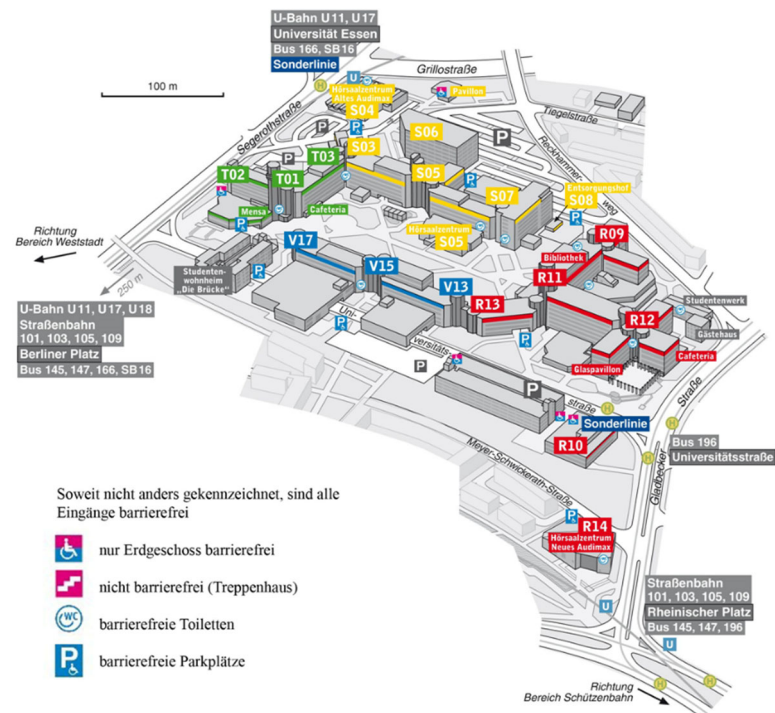 U-Bahn U11, U17
Universität Essen
Bus 166, SB16
Sonderlinie
100 m
Grillostraße
Segerothstraße
Tiegelstraße
Reckhammer
weg
Hörsaalzentrum
Altes Audimax
S04
Pavillon
P
S06
P
P
S03
T03
T02
T01
S05
S07
Entsorgungshof
S08
Mensa
Cafeteria
Hörsaalzentrum
S05
Richtung
Bereich Weststadt
250 m
U-Bahn U11, U17, U18
Straßenbahn
101, 103, 105, 109
Berliner Platz
Bus 145, 147, 166, SB16
Studenten-
wohnheim
„Die Brücke“
V17
V15
V13
R09
Bibliothek
R11
R13
R12
Studentenwerk
Gästehaus
Cafeteria
Glaspavillon
Uni-
versitäts-
straße
P
P
Sonderlinie
R10
Straße
Gladbecker
Bus 196
Universitätsstraße
Meyer-Schwickerath-Straße
R14
Hörsaalzentrum
Neues Audimax
Straßenbahn
101, 103, 105, 109
Rheinischer Platz
Bus 145, 147, 196
U
U
U
H
H
H
H
H
H
Richtung
Bereich Schützenbahn
Soweit nicht anders gekennzeichnet, sind alle
Eingänge barrierefrei
nur Erdgeschoss barrierefrei
nicht barrierefrei (Treppenhaus)
WC
barrierefreie Toiletten
P
barrierefreie Parkplätze